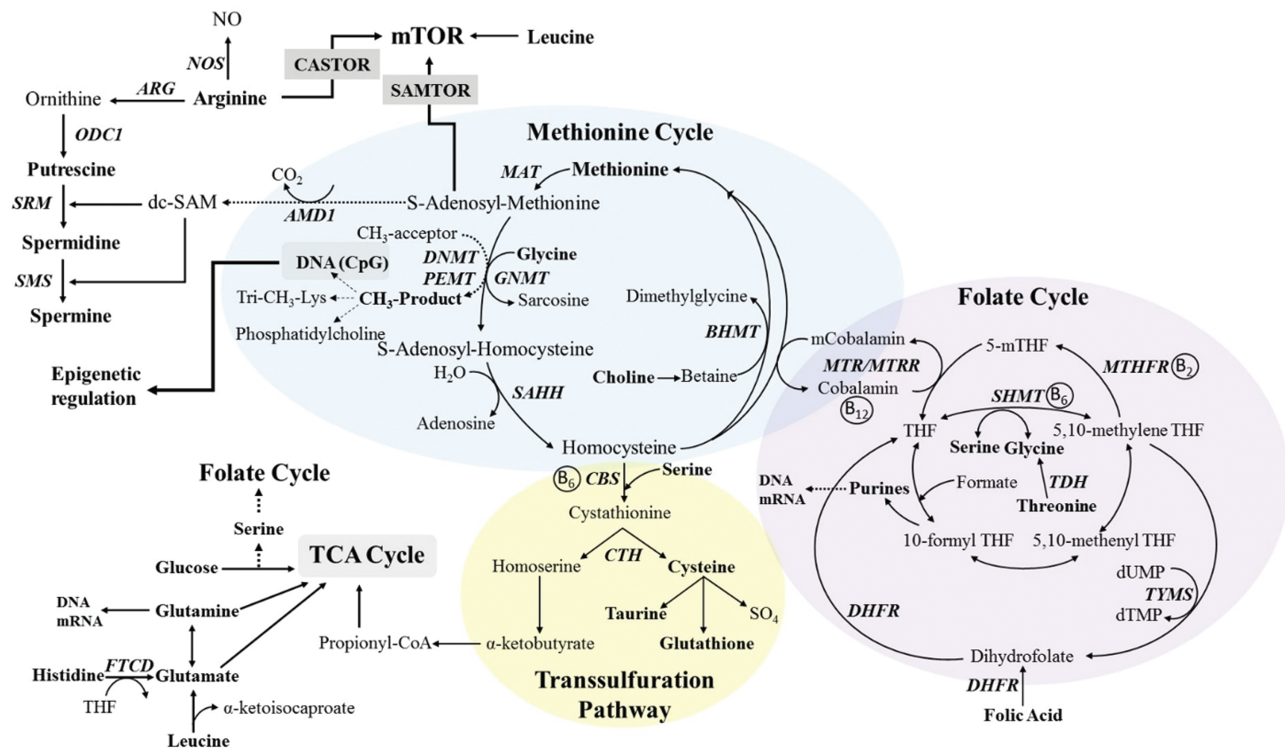 NO
NOS
ARG
Ornithine
Arginine
CASTOR
mTOR
Leucine
SAMTOR
ODC1
Putrescine
SRM
dc-SAM
CO2
AMD1
Spermidine
SMS
Spermine
Epigenetic
regulation
Methionine Cycle
MAT
Methionine
S-Adenosyl-Methionine
CH3-acceptor
DNMT
PEMT
Glycine
GNMT
Sarcosine
DNA (CpG)
Tri-CH3-Lys
CH3-Product
Phosphatidylcholine
S-Adenosyl-Homocysteine
H2O
SAHH
Adenosine
Homocysteine
Dimethylglycine
BHMT
Choline
Betaine
mCobalamin
MTR/MTRR
Cobalamin
B12
Folate Cycle
5-mTHF
MTHFR B2
SHMT B6
THF
5,10-methylene THF
Serine Glycine
TDH
Threonine
DNA
mRNA
Purines
Formate
10-formyl THF
5,10-methenyl THF
dUMP
TYMS
dTMP
DHFR
Dihydrofolate
DHFR
Folic Acid
B6 CBS
Serine
Cystathionine
CTH
Homoserine
Cysteine
Taurine
SO4
Glutathione
α-ketobutyrate
Transsulfuration
Pathway
Folate Cycle
Serine
Glucose
TCA Cycle
DNA
mRNA
Glutamine
Propionyl-CoA
Histidine
FTCD
Glutamate
THF
α-ketoisocaproate
Leucine